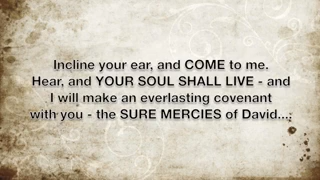 Incline your ear, and COME to me.
Hear, and YOUR SOUL SHALL LIVE - and
I will make an everlasting covenant
with you - the SURE MERCIES of David...;